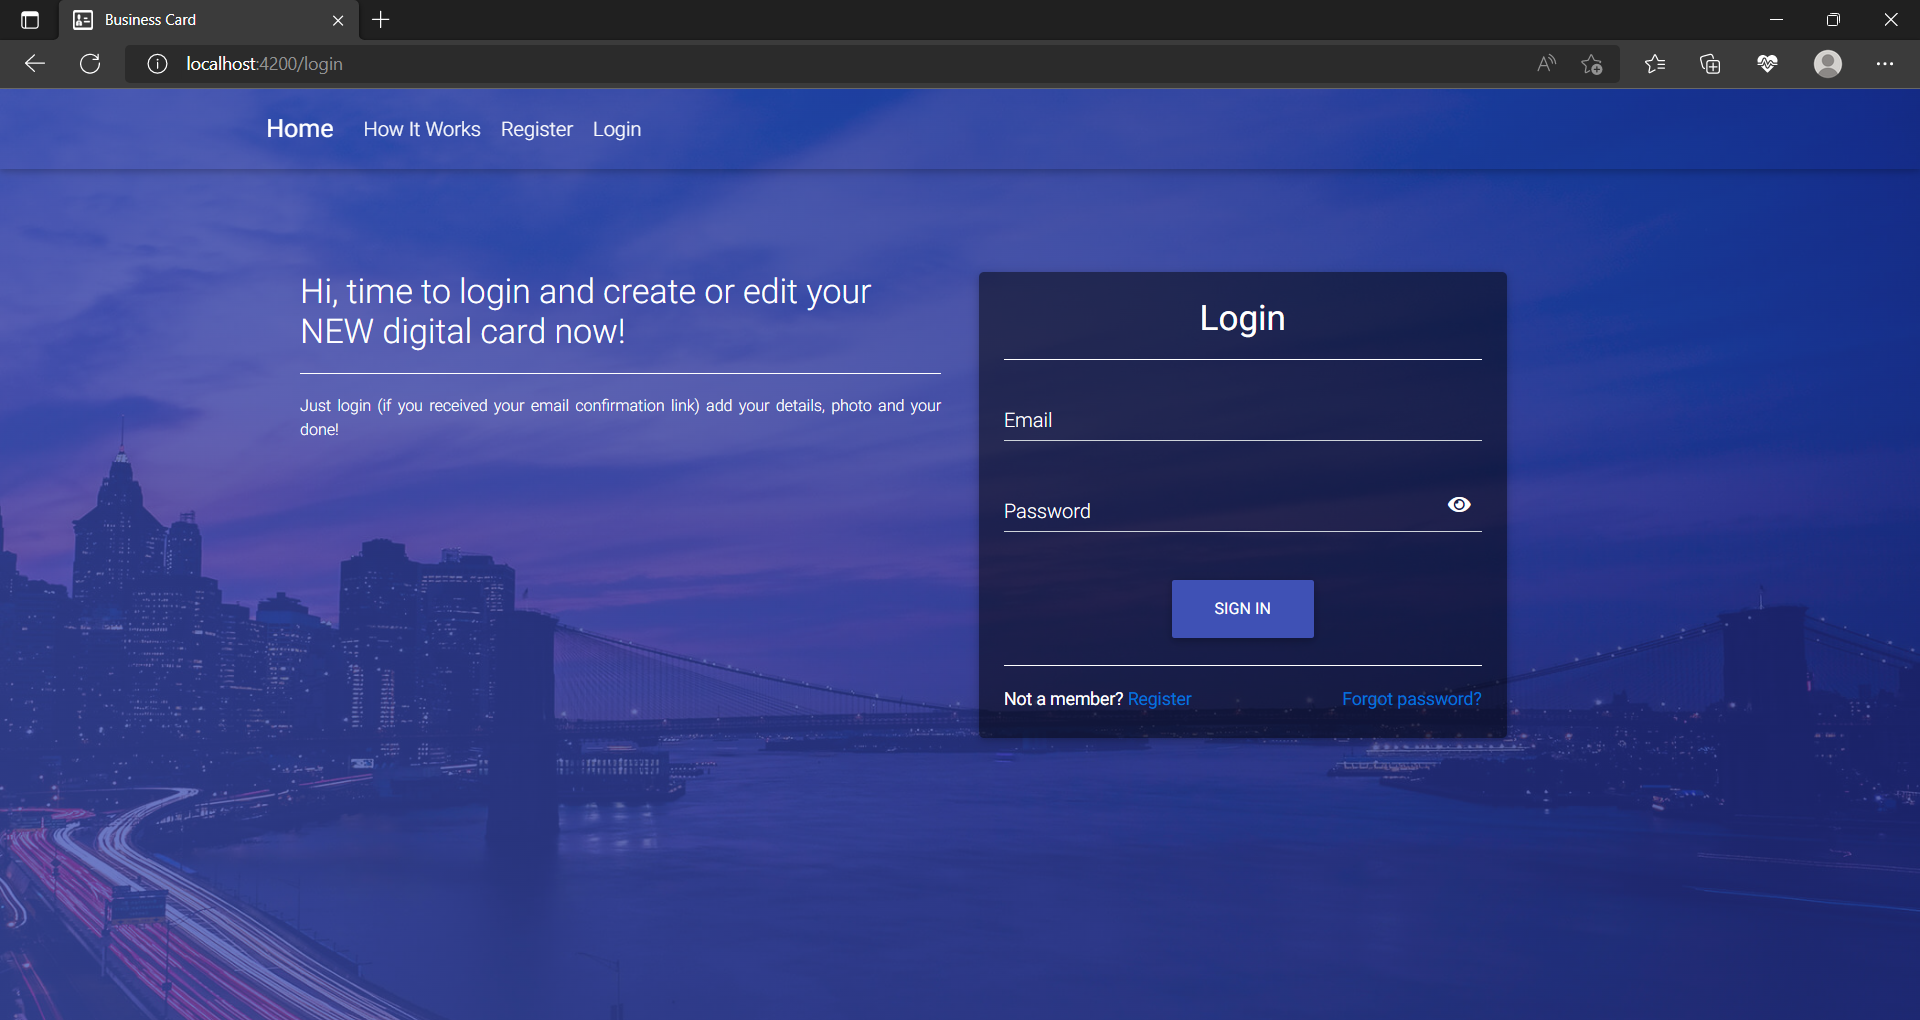 Business Card
localhost:4200/login
Home How It Works Register Login
Hi, time to login and create or edit your
NEW digital card now!
Just login (if you received your email confirmation link) add your details, photo and your
done!
Login
Email
Password
SIGN IN
Not a member? Register Forgot password?